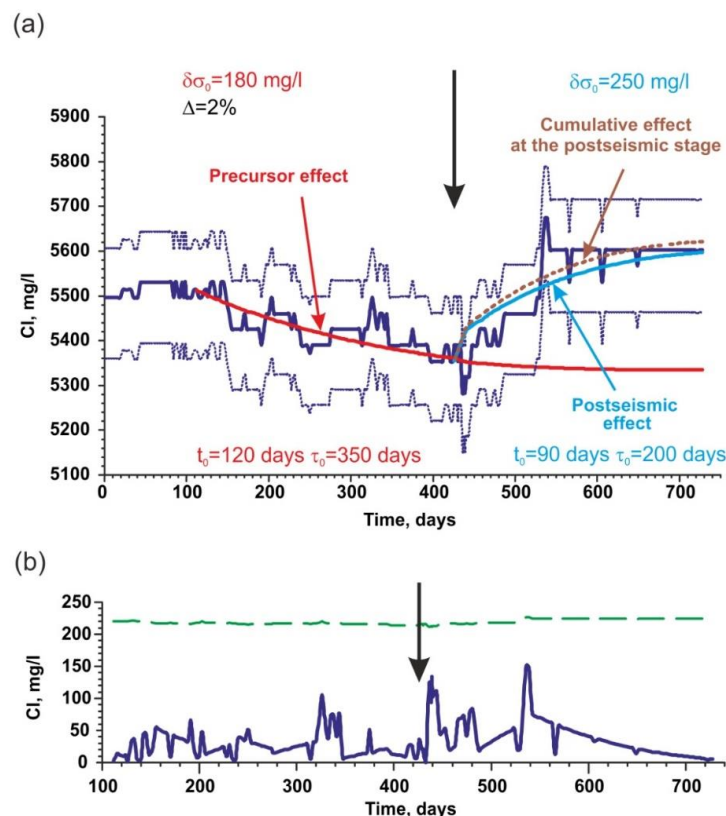 (a)
δσ₀=180 mg/l
Δ=2%
δσ₀=250 mg/l
Cumulative effect
at the postseismic stage
Precursor effect
Postseismic
effect
t₀=120 days τ₀=350 days
t₀=90 days τ₀=200 days
Cl, mg/l
5900
5800
5700
5600
5500
5400
5300
5200
5100
0 100 200 300 400 500 600 700
Time, days
(b)
Cl, mg/l
250
200
150
100
50
0
100 200 300 400 500 600 700
Time, days